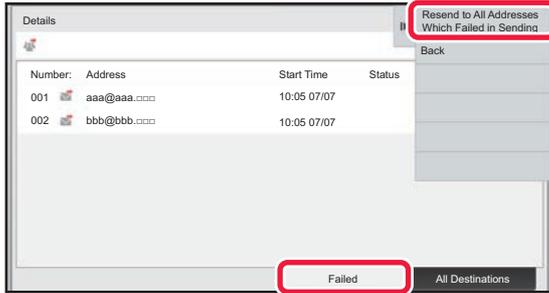 Details
Resend to All Addresses
Which Failed in Sending
Back
Number: Address Start Time Status
001 aaa@aaa.□□□ 10:05 07/07
002 bbb@bbb.□□□ 10:05 07/07
Failed All Destinations